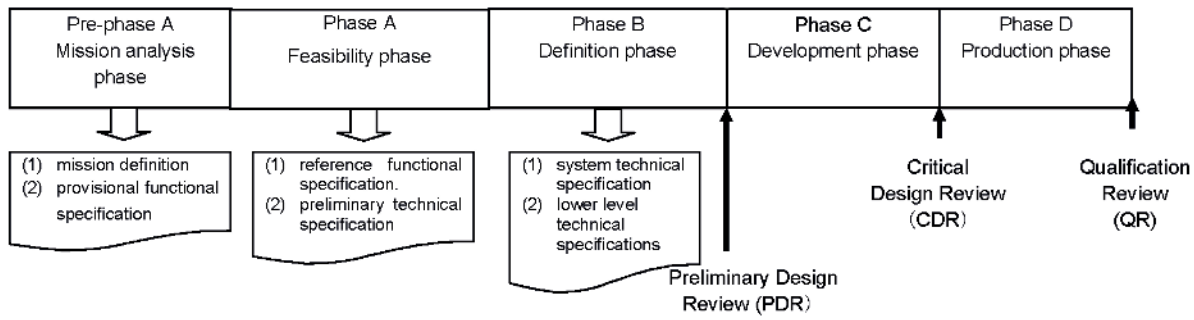 Pre-phase A
Mission analysis
phase
Phase A
Feasibility phase
Phase B
Definition phase
Phase C
Development phase
Phase D
Production phase
(1) mission definition
(2) provisional functional
specification
(1) reference functional
specification.
(2) preliminary technical
specification
(1) system technical
specification
(2) lower level
technical
specifications
Preliminary Design
Review (PDR)
Critical
Design Review
(CDR)
Qualification
Review
(QR)